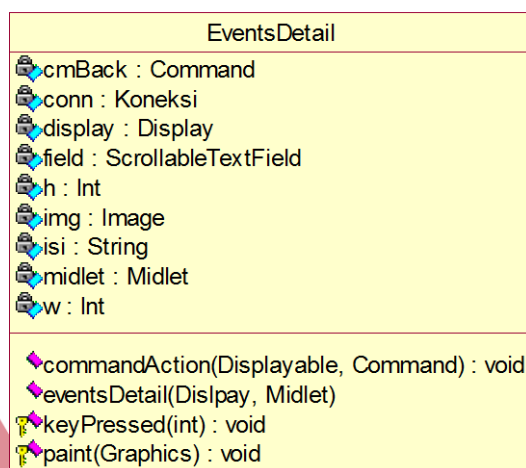 EventsDetail
cmBack : Command
conn : Koneksi
display : Display
field : ScrollableTextField
h : Int
img : Image
isi : String
midlet : Midlet
w : Int
commandAction(Displayable, Command) : void
eventsDetail(Dislpay, Midlet)
keyPressed(int) : void
paint(Graphics) : void